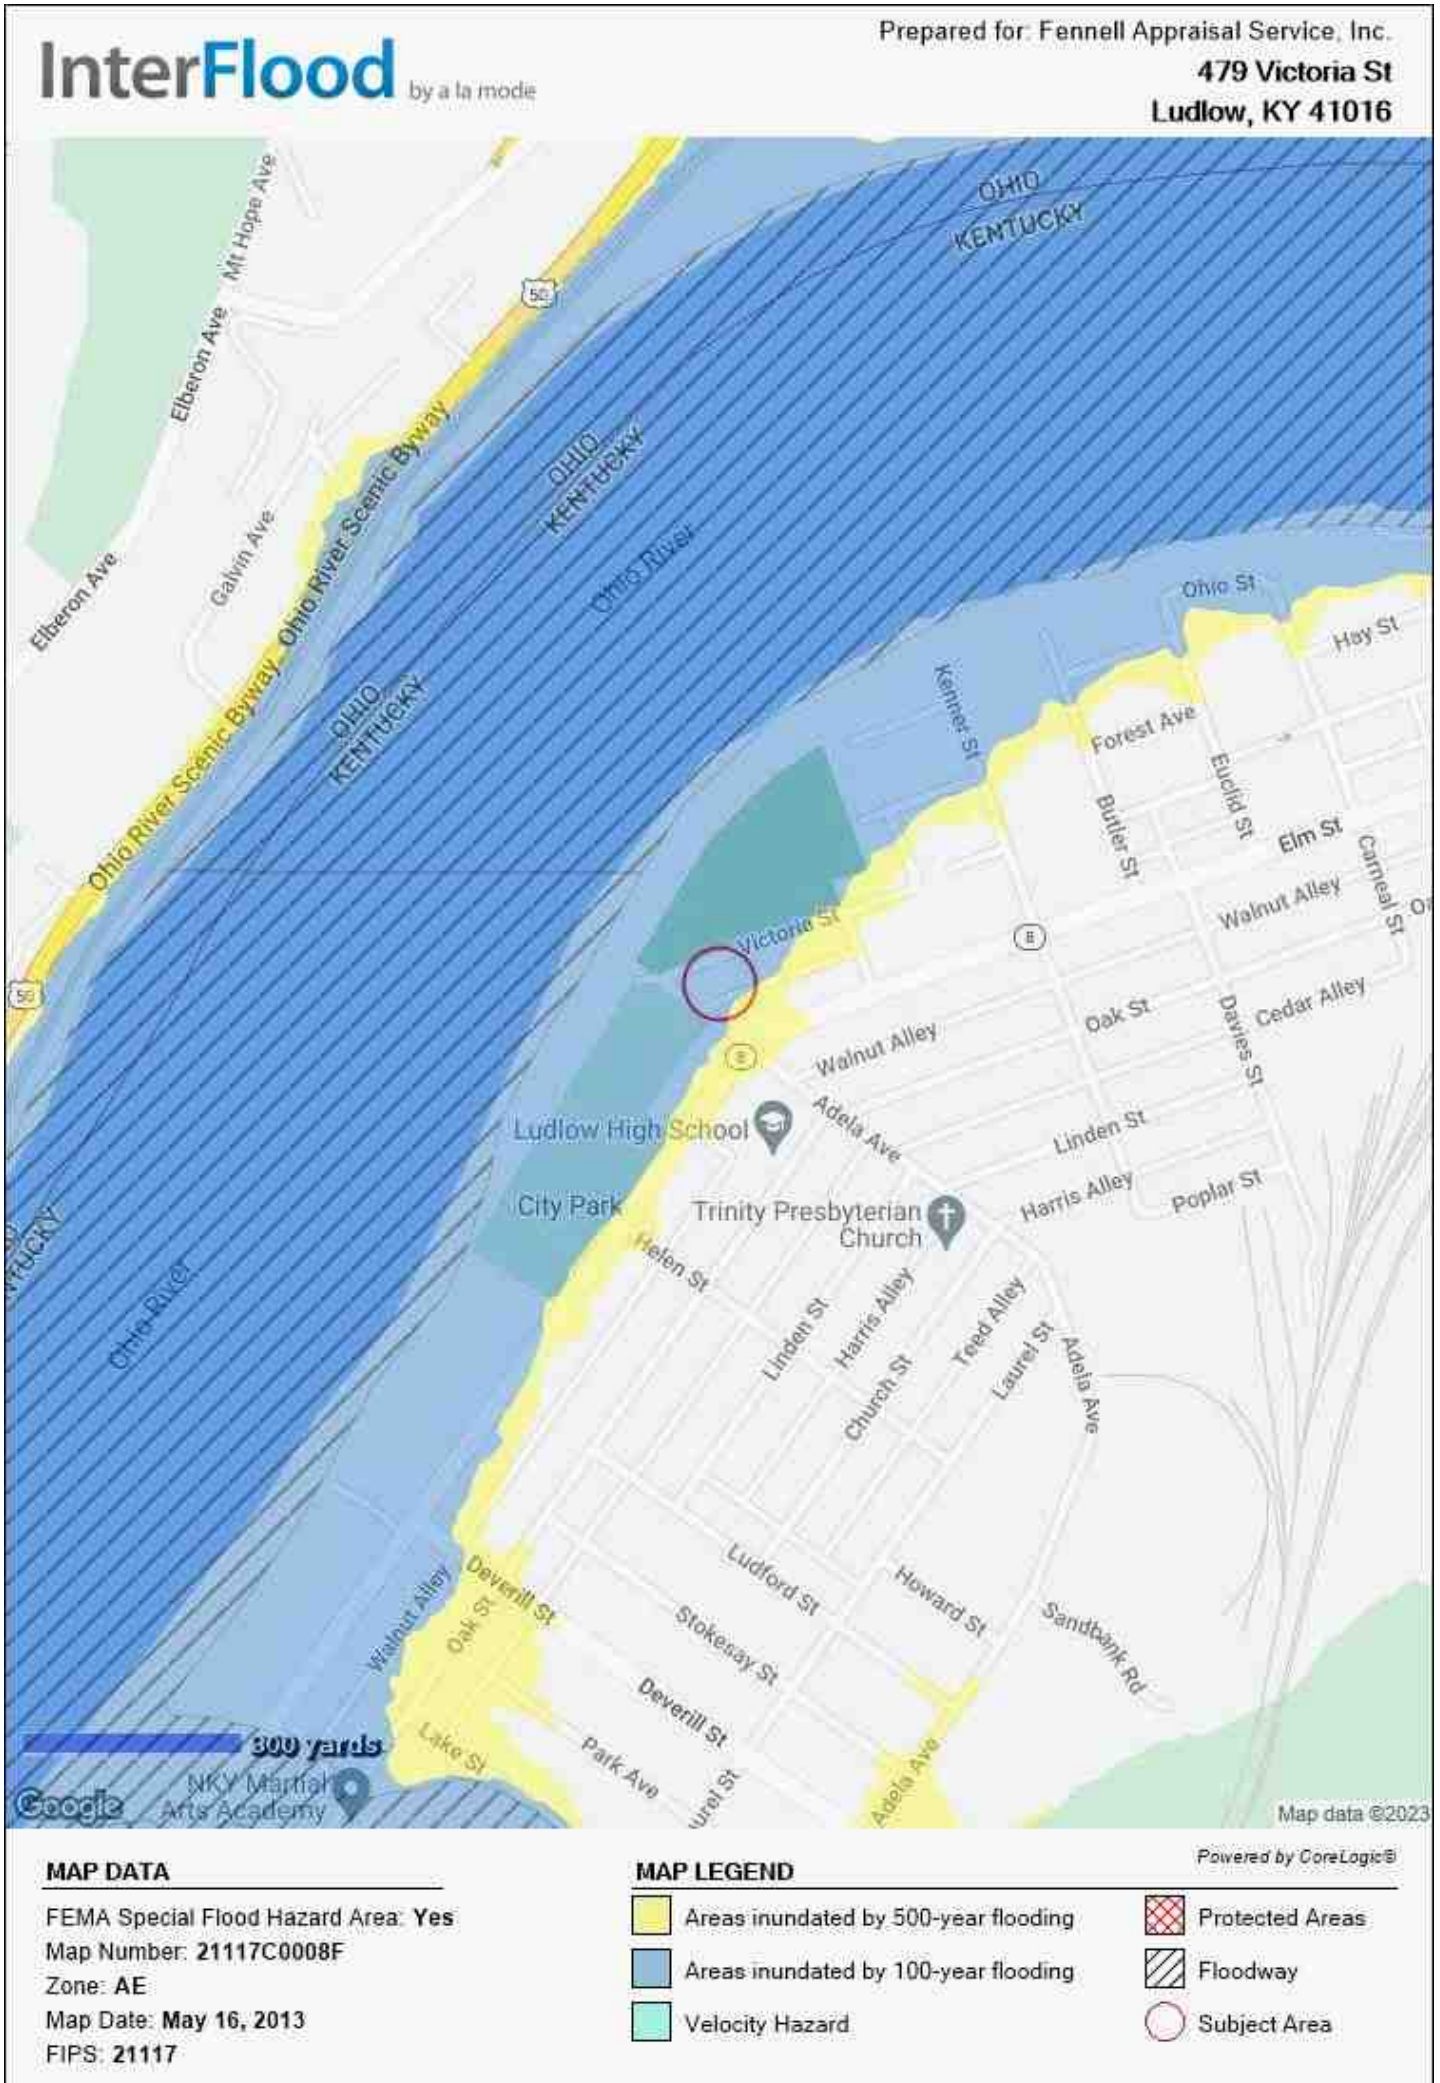 InterFlood by a la mode
Prepared for: Fennell Appraisal Service, Inc.
479 Victoria St
Ludlow, KY 41016
OHIO
KENTUCKY
Mt Hope Ave
50
Elberon Ave
OHIO
KENTUCKY
Ohio River Scenic Byway
Galvin Ave
Ohio River
Elberon Ave
Ohio St
Hay St
Kenner St
OHIO
KENTUCKY
Ohio River Scenic Byway
Forest Ave
Euclid St
Butler St
Elm St
Carneal St
Walnut Alley
Victoria St
8
50
Oak St
Davies St
Cedar Alley
Walnut Alley
8
Ludlow High School
Adela Ave
Linden St
City Park
Trinity Presbyterian
Church
Harris Alley
Poplar St
Helen St
Ohio River
Linden St
Harris Alley
Church St
Teed Alley
Laurel St
Adela Ave
Walnut Alley
Deverill St
Oak St
Ludford St
Howard St
Stokesay St
Sandbank Rd
Deverill St
Lake St
Park Ave
Adela Ave
800 yards
NKY Martial
Arts Academy
Google
Map data ©2023
Powered by CoreLogic®
MAP DATA
FEMA Special Flood Hazard Area: Yes
Map Number: 21117C0008F
Zone: AE
Map Date: May 16, 2013
FIPS: 21117
MAP LEGEND
Areas inundated by 500-year flooding
Areas inundated by 100-year flooding
Velocity Hazard
Protected Areas
Floodway
Subject Area